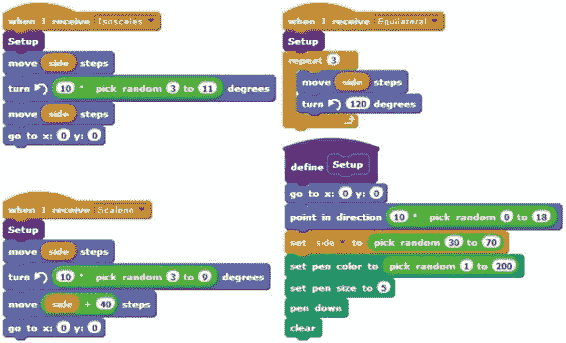 when I receive Isosceles
Setup
move side steps
turn 10 * pick random 3 to 11 degrees
move side steps
go to x: 0 y: 0
when I receive Scalene
Setup
move side steps
turn 10 * pick random 3 to 9 degrees
move side + 40 steps
go to x: 0 y: 0
when I receive Equilateral
Setup
repeat 3
move side steps
turn 120 degrees
define Setup
go to x: 0 y: 0
point in direction 10 * pick random 0 to 18
set side to pick random 30 to 70
set pen color to pick random 1 to 200
set pen size to 5
pen down
clear